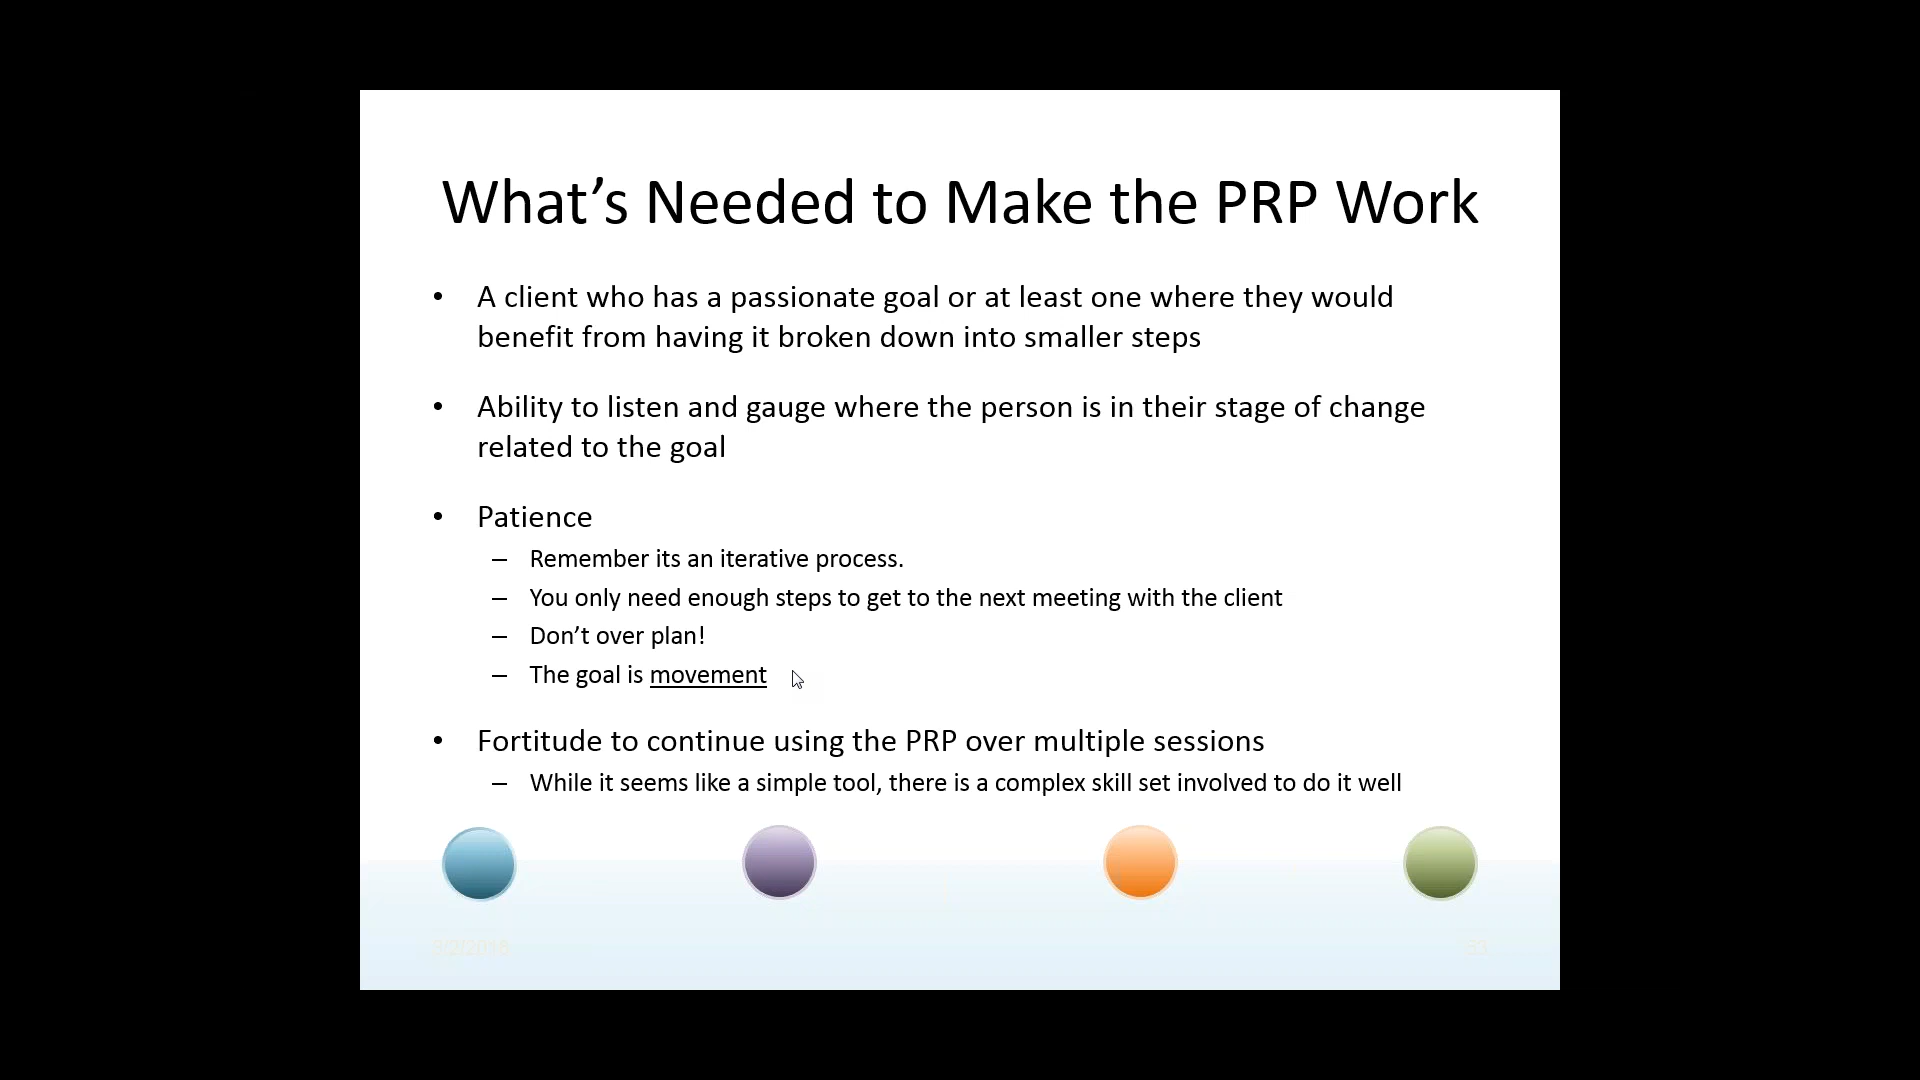 What’s Needed to Make the PRP Work
• A client who has a passionate goal or at least one where they would
benefit from having it broken down into smaller steps
• Ability to listen and gauge where the person is in their stage of change
related to the goal
• Patience
– Remember its an iterative process.
– You only need enough steps to get to the next meeting with the client
– Don’t over plan!
– The goal is movement
• Fortitude to continue using the PRP over multiple sessions
– While it seems like a simple tool, there is a complex skill set involved to do it well